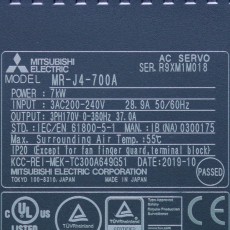 MITSUBISHI
ELECTRIC
AC SERVO
SER. R9XM1M018
MODEL MR-J4-700A
POWER : 7kW
INPUT : 3AC200-240V 28.9A 50/60Hz
OUTPUT: 3PH170V 0-360Hz 37.0A
STD.: IEC/EN 61800-5-1 MAN.: IB(NA)0300175
Max. Surrounding Air Temp.: 55℃
IP20 (Except for fan finger guard, terminal block)
KCC-REI-MEK-TC300A649G51 DATE: 2019-10
MITSUBISHI ELECTRIC CORPORATION
TOKYO 100-8310, JAPAN MADE IN JAPAN
PASSED
UL
LISTED